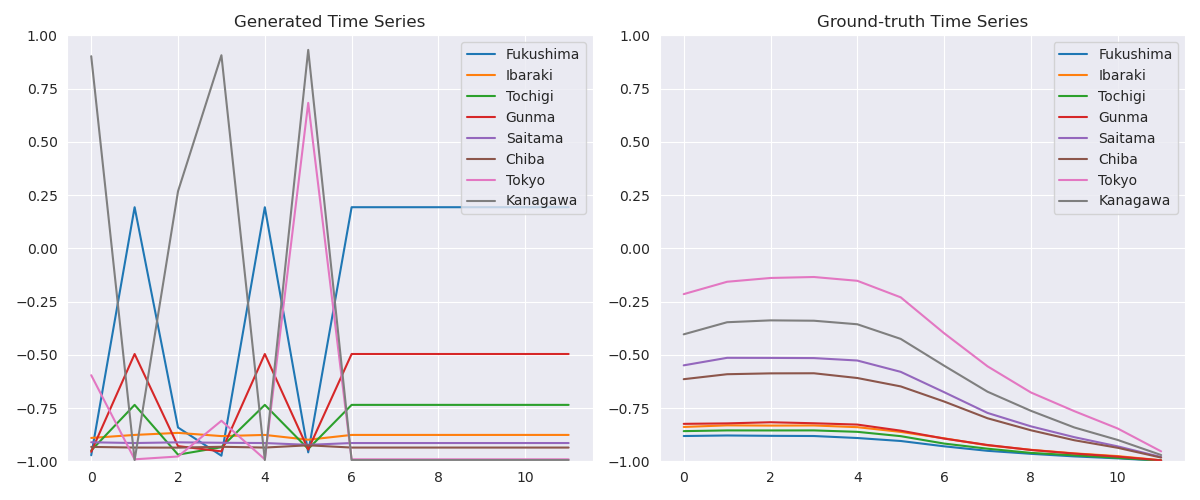 Generated Time Series
1.00
0.75
0.50
0.25
0.00
−0.25
−0.50
−0.75
−1.00
0 2 4 6 8 10
Fukushima
Ibaraki
Tochigi
Gunma
Saitama
Chiba
Tokyo
Kanagawa
Ground-truth Time Series
1.00
0.75
0.50
0.25
0.00
−0.25
−0.50
−0.75
−1.00
0 2 4 6 8 10
Fukushima
Ibaraki
Tochigi
Gunma
Saitama
Chiba
Tokyo
Kanagawa